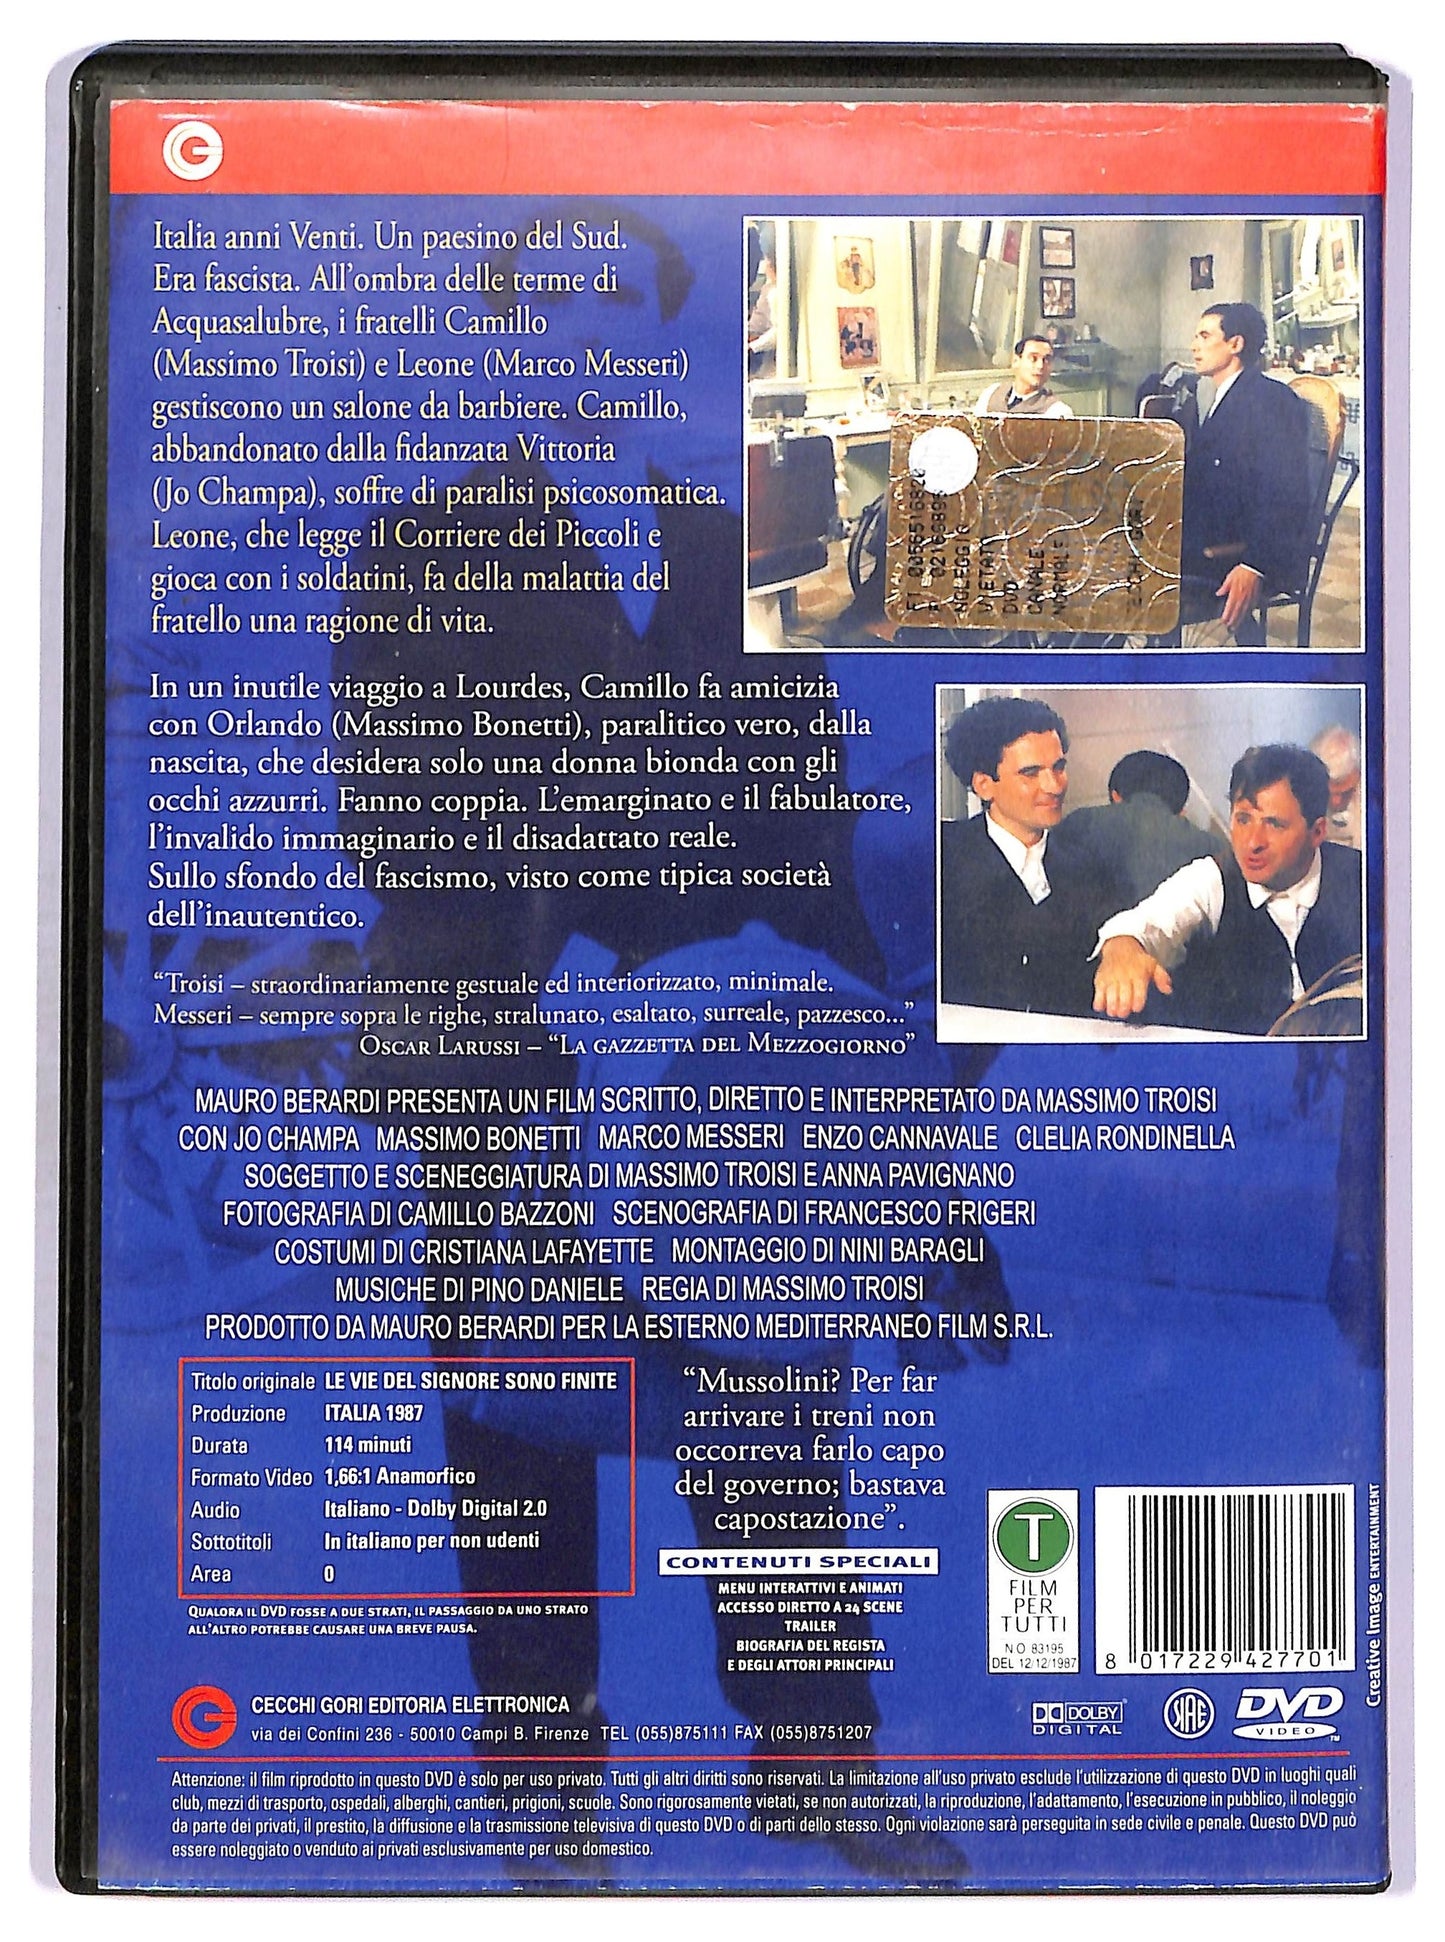 Italia anni Venti. Un paesino del Sud.
Era fascista. All'ombra delle terme di
Acquasalubre, i fratelli Camillo
(Massimo Troisi) e Leone (Marco Messeri)
gestiscono un salone da barbiere. Camillo,
abbandonato dalla fidanzata Vittoria
(Jo Champa), soffre di paralisi psicosomatica.
Leone, che legge il Corriere dei Piccoli e
gioca con i soldatini, fa della malattia del
fratello una ragione di vita.
NOLEGGIO
VIETATO
DVD
CANALE
NORMALE
In un inutile viaggio a Lourdes, Camillo fa amicizia
con Orlando (Massimo Bonetti), paralitico vero, dalla
nascita, che desidera solo una donna bionda con gli
occhi azzurri. Fanno coppia. L'emarginato e il fabulatore,
l'invalido immaginario e il disadattato reale.
Sullo sfondo del fascismo, visto come tipica società
dell'inautentico.
“Troisi – straordinariamente gestuale ed interiorizzato, minimale.
Messeri – sempre sopra le righe, stralunato, esaltato, surreale, pazzesco...”
OSCAR LARUSSI – “LA GAZZETTA DEL MEZZOGIORNO”
MAURO BERARDI PRESENTA UN FILM SCRITTO, DIRETTO E INTERPRETATO DA MASSIMO TROISI
CON JO CHAMPA MASSIMO BONETTI MARCO MESSERI ENZO CANNAVALE CLELIA RONDINELLA
SOGGETTO E SCENEGGIATURA DI MASSIMO TROISI E ANNA PAVIGNANO
FOTOGRAFIA DI CAMILLO BAZZONI SCENOGRAFIA DI FRANCESCO FRIGERI
COSTUMI DI CRISTIANA LAFAYETTE MONTAGGIO DI NINI BARAGLI
MUSICHE DI PINO DANIELE REGIA DI MASSIMO TROISI
PRODOTTO DA MAURO BERARDI PER LA ESTERNO MEDITERRANEO FILM S.R.L.
Titolo originale LE VIE DEL SIGNORE SONO FINITE
Produzione ITALIA 1987
Durata 114 minuti
Formato Video 1,66:1 Anamorfico
Audio Italiano - Dolby Digital 2.0
Sottotitoli In italiano per non udenti
Area 0
QUALORA IL DVD FOSSE A DUE STRATI, IL PASSAGGIO DA UNO STRATO
ALL'ALTRO POTREBBE CAUSARE UNA BREVE PAUSA.
“Mussolini? Per far
arrivare i treni non
occorreva farlo capo
del governo; bastava
capostazione”.
CONTENUTI SPECIALI
MENU INTERATTIVI E ANIMATI
ACCESSO DIRETTO A 24 SCENE
TRAILER
BIOGRAFIA DEL REGISTA
E DEGLI ATTORI PRINCIPALI
T
FILM
PER
TUTTI
N.O. 83195
DEL 12/12/1987
8 017229 427701
Creative Image ENTERTAINMENT
CECCHI GORI EDITORIA ELETTRONICA
via dei Confini 236 - 50010 Campi B. Firenze TEL (055)875111 FAX (055)8751207
DOLBY
DIGITAL
SIAE
DVD
VIDEO
TM
Attenzione: il film riprodotto in questo DVD è solo per uso privato. Tutti gli altri diritti sono riservati. La limitazione all'uso privato esclude l'utilizzazione di questo DVD in luoghi quali
club, mezzi di trasporto, ospedali, alberghi, cantieri, prigioni, scuole. Sono rigorosamente vietati, se non autorizzati, la riproduzione, l'adattamento, l'esecuzione in pubblico, il noleggio
da parte dei privati, il prestito, la diffusione e la trasmissione televisiva di questo DVD o di parti dello stesso. Ogni violazione sarà perseguita in sede civile e penale. Questo DVD può
essere noleggiato o venduto ai privati esclusivamente per uso domestico.